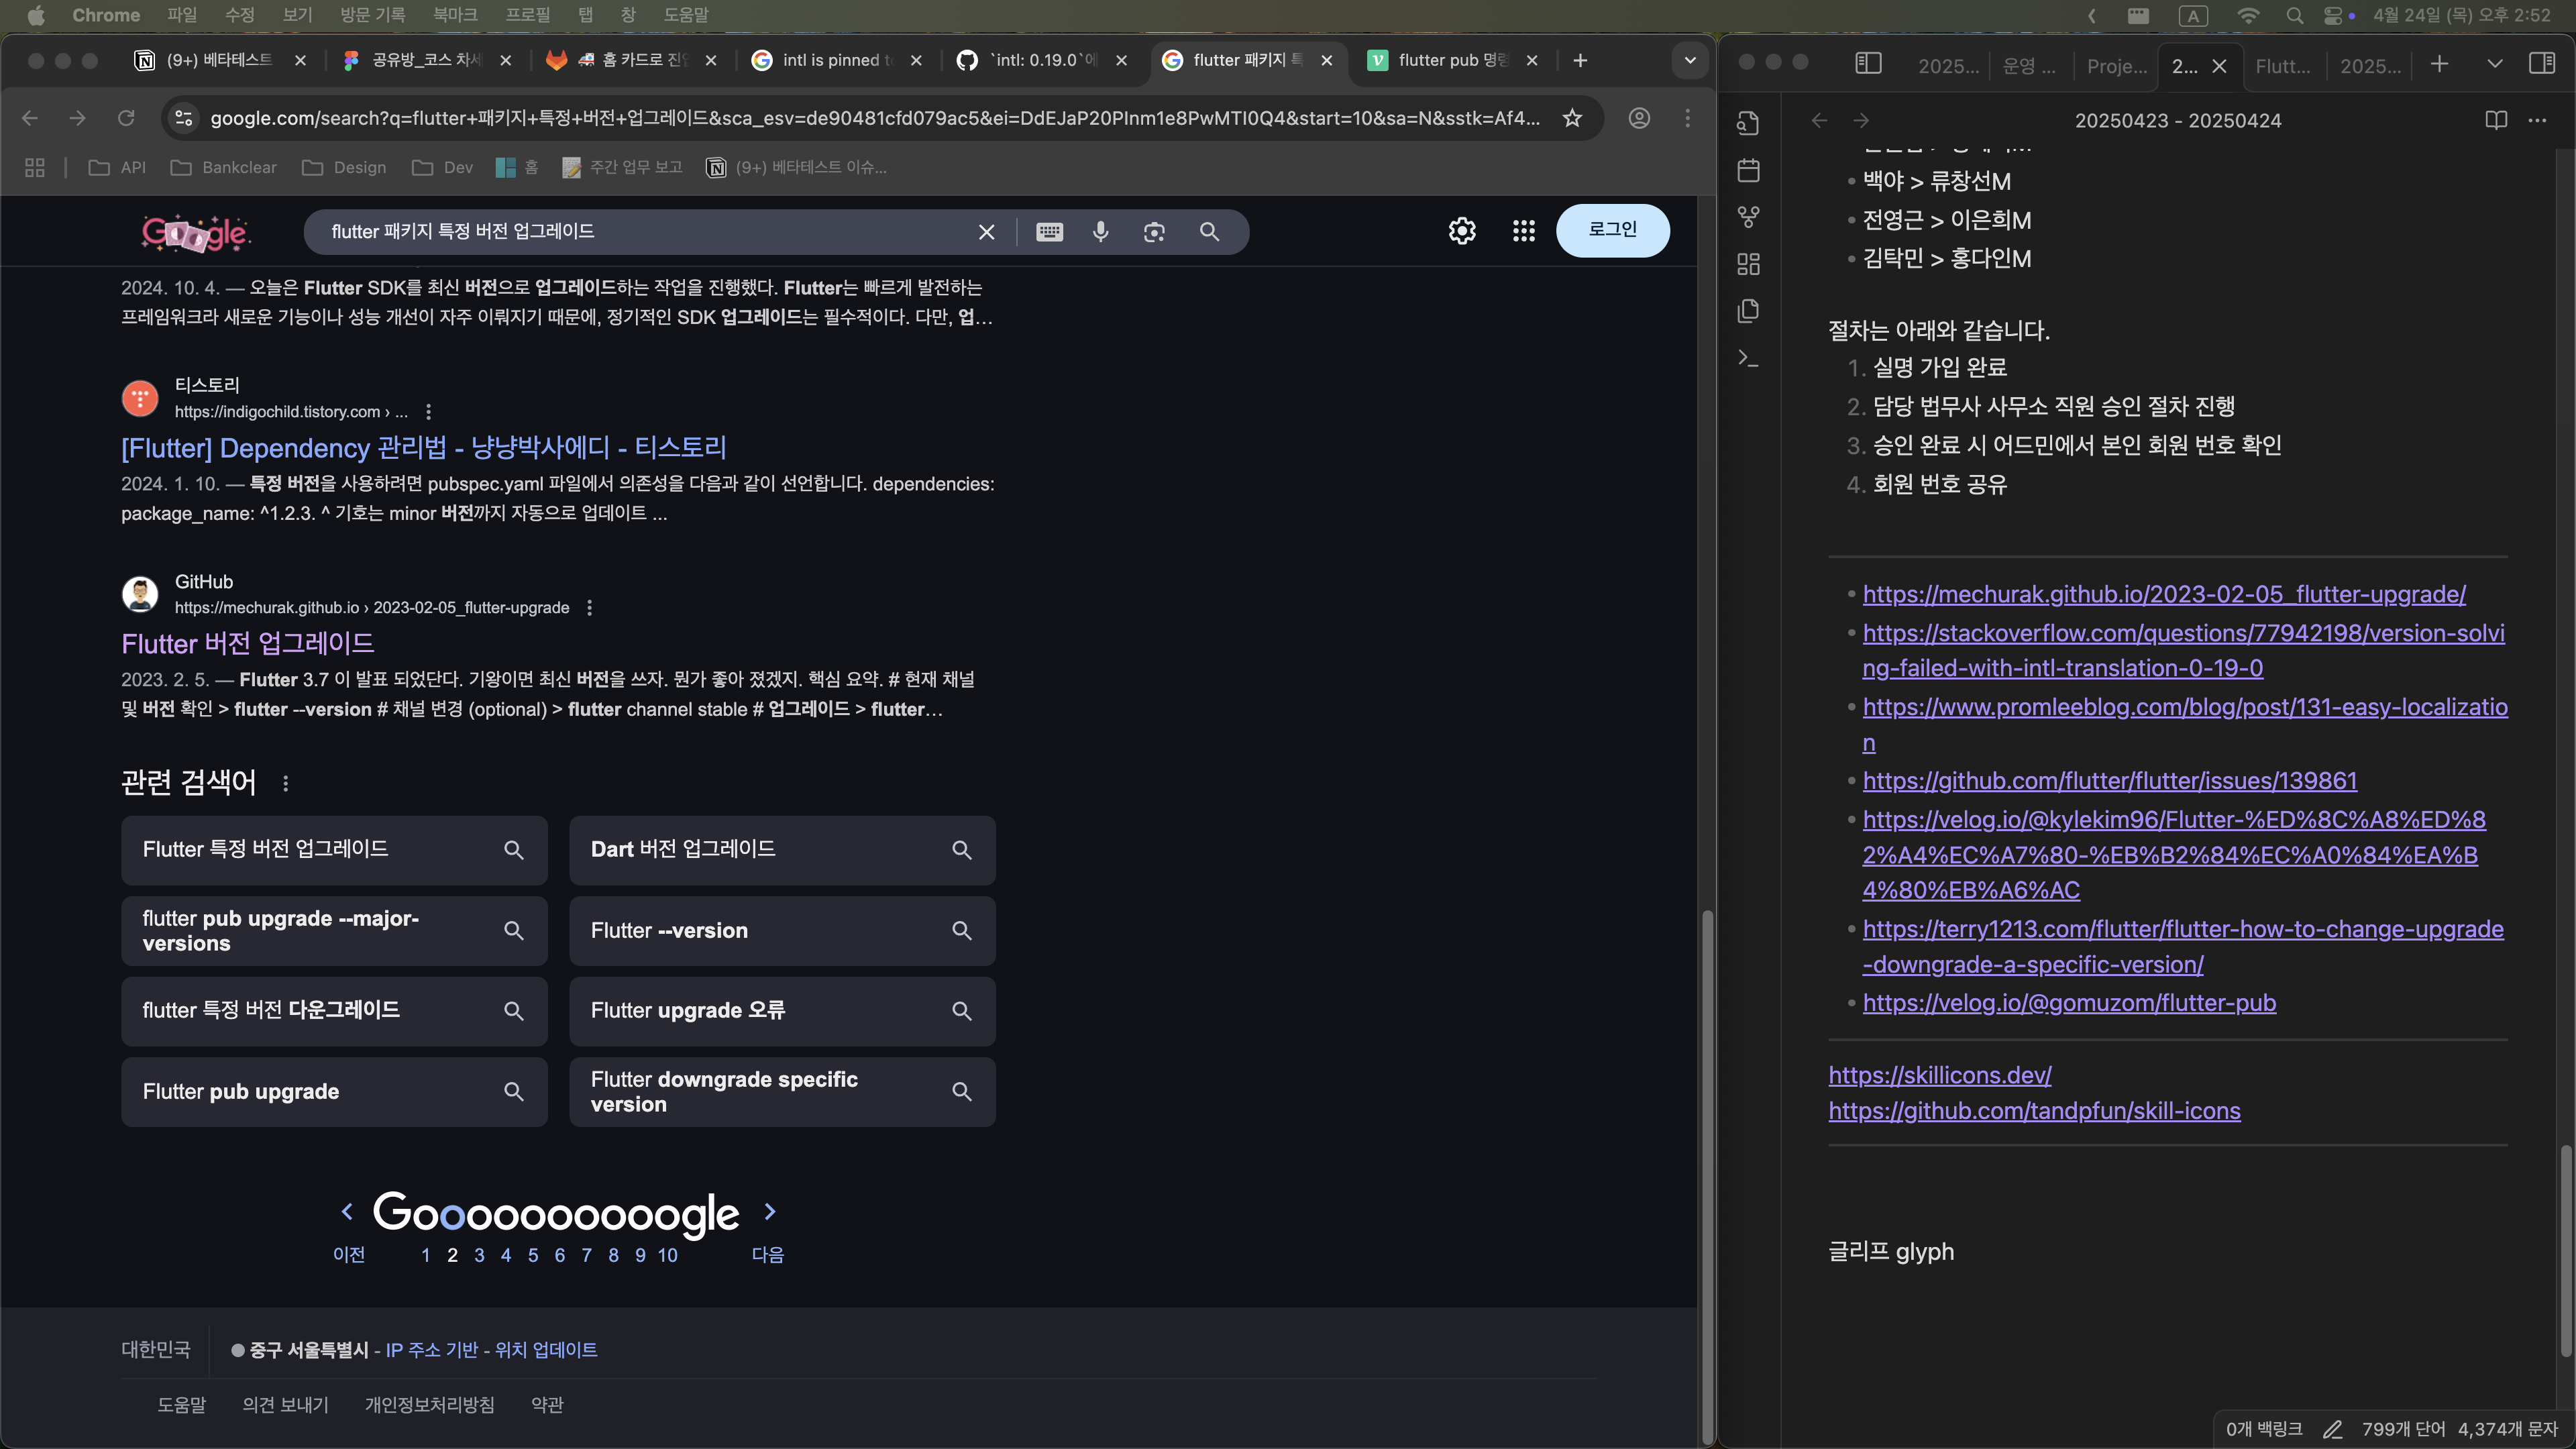 Chrome 파일 수정 보기 방문 기록 북마크 프로필 탭 창 도움말 A 4월 24일 (목) 오후 2:52
(9+) 베타테스트
공유방_코스 차세
홈 카드로 진입
intl is pinned to
`intl: 0.19.0`에
flutter 패키지 특
flutter pub 명령
google.com/search?q=flutter+패키지+특정+버전+업그레이드&sca_esv=de90481cfd079ac5&ei=DdEJaP20PInm1e8PwMTI0Q4&start=10&sa=N&sstk=Af4...
API Bankclear Design Dev 홈 주간 업무 보고 (9+) 베타테스트 이슈...
Google
flutter 패키지 특정 버전 업그레이드
로그인
2024. 10. 4. — 오늘은 Flutter SDK를 최신 버전으로 업그레이드하는 작업을 진행했다. Flutter는 빠르게 발전하는
프레임워크라 새로운 기능이나 성능 개선이 자주 이뤄지기 때문에, 정기적인 SDK 업그레이드는 필수적이다. 다만, 업...
티스토리
https://indigochild.tistory.com › ...
[Flutter] Dependency 관리법 - 냥냥박사에디 - 티스토리
2024. 1. 10. — 특정 버전을 사용하려면 pubspec.yaml 파일에서 의존성을 다음과 같이 선언합니다. dependencies:
package_name: ^1.2.3. ^ 기호는 minor 버전까지 자동으로 업데이트 ...
GitHub
https://mechurak.github.io › 2023-02-05_flutter-upgrade
Flutter 버전 업그레이드
2023. 2. 5. — Flutter 3.7 이 발표 되었단다. 기왕이면 최신 버전을 쓰자. 뭔가 좋아 졌겠지. 핵심 요약. # 현재 채널
및 버전 확인 > flutter --version # 채널 변경 (optional) > flutter channel stable # 업그레이드 > flutter...
관련 검색어
Flutter 특정 버전 업그레이드
Dart 버전 업그레이드
flutter pub upgrade --major-
versions
Flutter --version
flutter 특정 버전 다운그레이드
Flutter upgrade 오류
Flutter pub upgrade
Flutter downgrade specific
version
Goooooooooogle
이전 1 2 3 4 5 6 7 8 9 10 다음
대한민국 중구 서울특별시 - IP 주소 기반 - 위치 업데이트
도움말 의견 보내기 개인정보처리방침 약관
2025... 운영 ... Proje... 2... Flutt... 2025...
20250423 - 20250424
백야 > 류창선M
전영근 > 이은희M
김탁민 > 홍다인M
절차는 아래와 같습니다.
1. 실명 가입 완료
2. 담당 법무사 사무소 직원 승인 절차 진행
3. 승인 완료 시 어드민에서 본인 회원 번호 확인
4. 회원 번호 공유
https://mechurak.github.io/2023-02-05_flutter-upgrade/
https://stackoverflow.com/questions/77942198/version-solvi
ng-failed-with-intl-translation-0-19-0
https://www.promleeblog.com/blog/post/131-easy-localizatio
n
https://github.com/flutter/flutter/issues/139861
https://velog.io/@kylekim96/Flutter-%ED%8C%A8%ED%8
2%A4%EC%A7%80-%EB%B2%84%EC%A0%84%EA%B
4%80%EB%A6%AC
https://terry1213.com/flutter/flutter-how-to-change-upgrade
-downgrade-a-specific-version/
https://velog.io/@gomuzom/flutter-pub
https://skillicons.dev/
https://github.com/tandpfun/skill-icons
글리프 glyph
0개 백링크 799개 단어 4,374개 문자